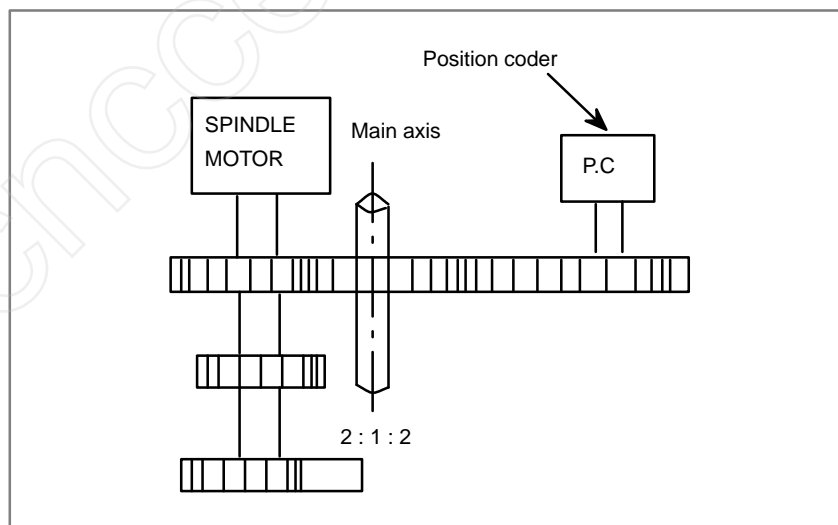 Position coder
SPINDLE
MOTOR
Main axis
P.C
2 : 1 : 2